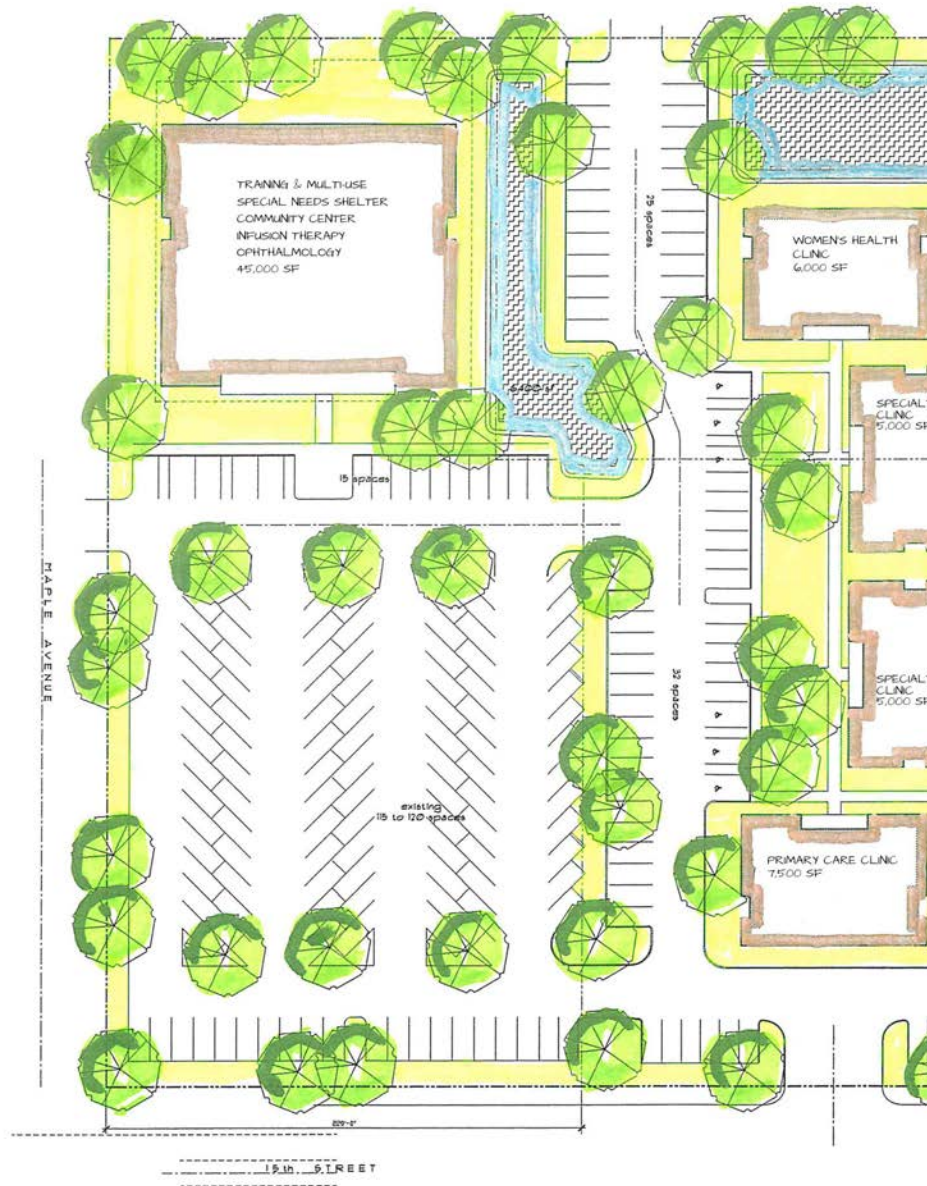 TRAINING & MULTI-USE
SPECIAL NEEDS SHELTER
COMMUNITY CENTER
INFUSION THERAPY
OPHTHALMOLOGY
45,000 SF
25 spaces
WOMEN'S HEALTH
CLINIC
6,000 SF
SPECIAL
CLINIC
5,000 SF
15 spaces
MAPLE AVENUE
32 spaces
SPECIAL
CLINIC
5,000 SF
existing
115 to 120 spaces
PRIMARY CARE CLINIC
7,500 SF
15th STREET